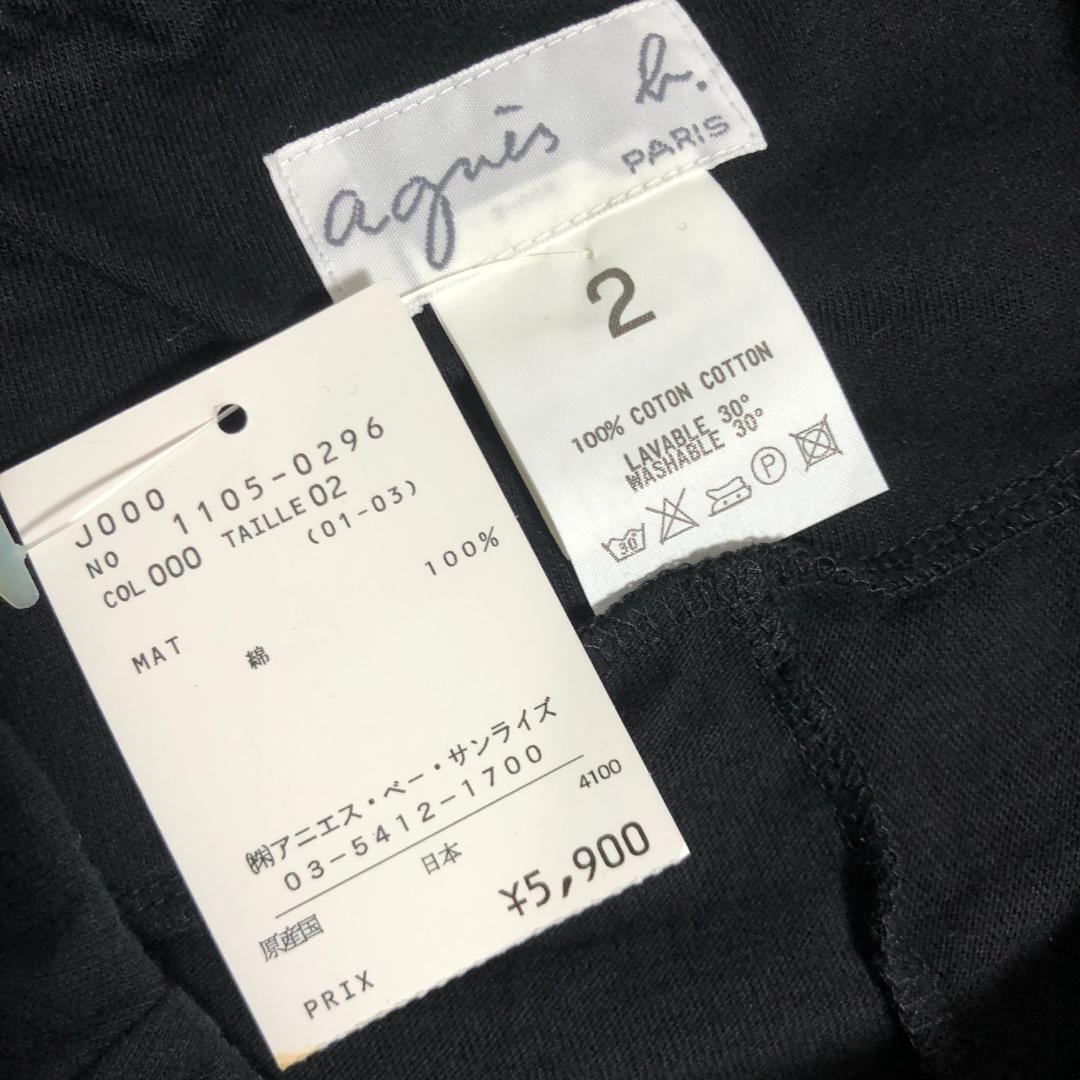 agnès b.
PARIS
2
100% COTON COTTON
LAVABLE 30°
WASHABLE 30°
30°
P
J000
NO 1105-0296
COL 000 TAILLE 02
(01-03)
100%
MAT 綿
㈱アニエス・ベー・サンライズ
03-5412-1700
4100
原産国 日本
PRIX ¥5,900